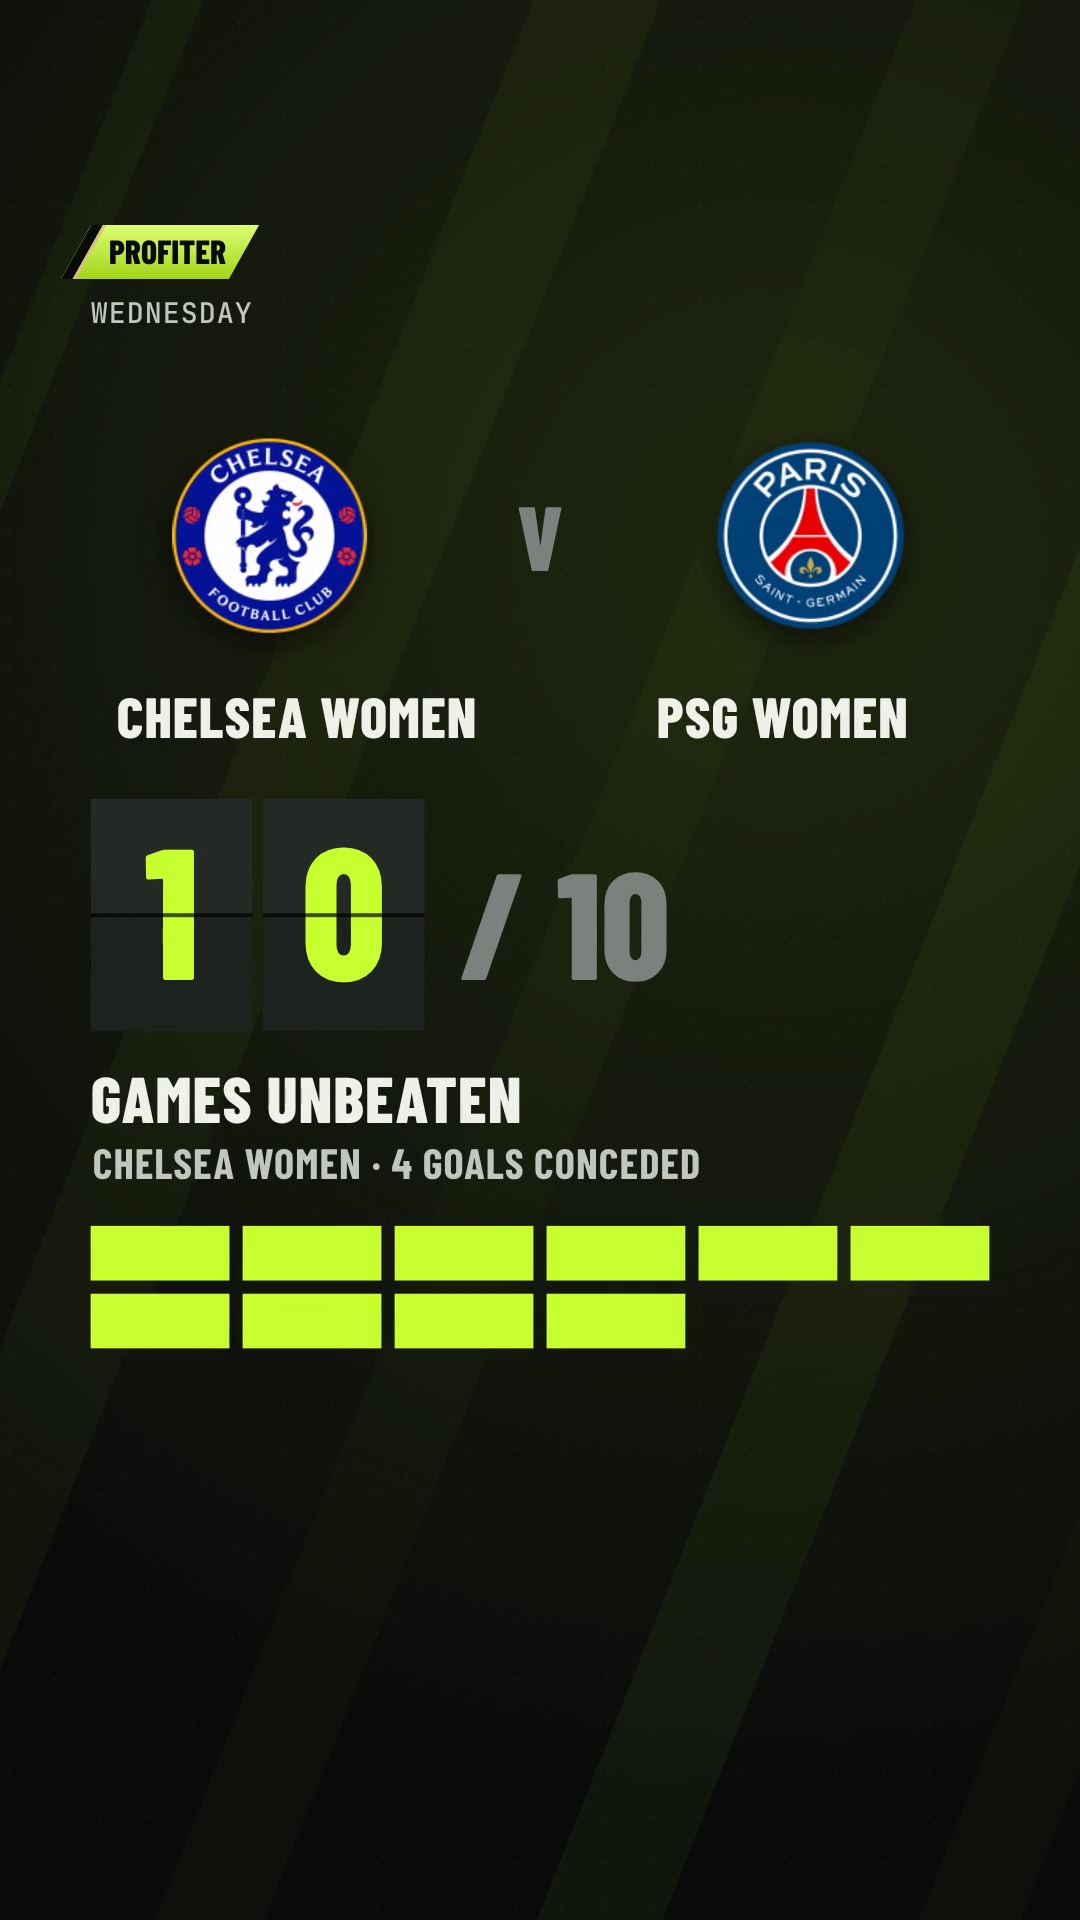 PROFITER
WEDNESDAY
CHELSEA
FOOTBALL CLUB
V
PARIS
SAINT - GERMAIN
CHELSEA WOMEN
PSG WOMEN
10 / 10
GAMES UNBEATEN
CHELSEA WOMEN · 4 GOALS CONCEDED